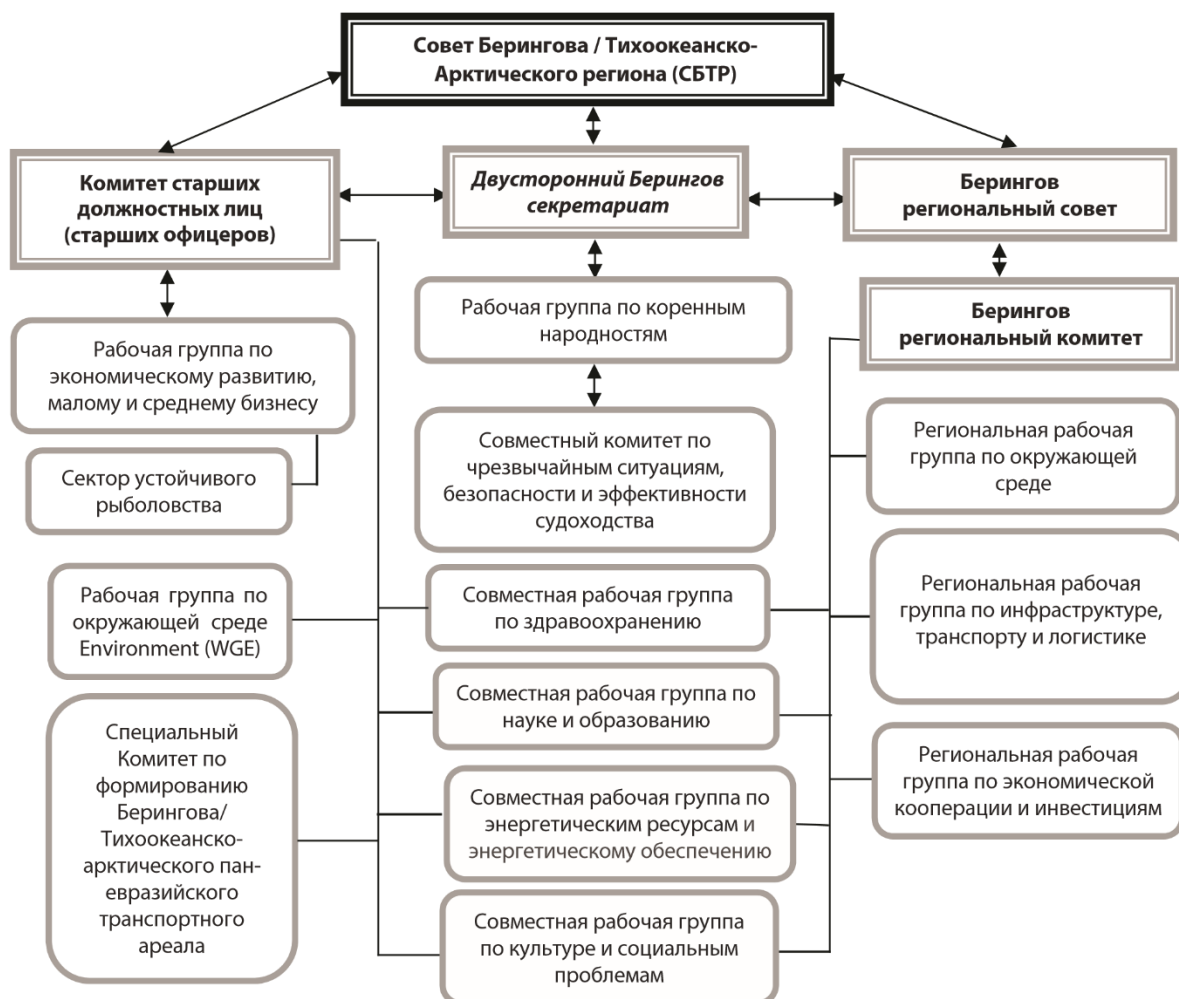 Совет Берингова / Тихоокеанско-
Арктического региона (СБТР)
Комитет старших
должностных лиц
(старших офицеров)
Двусторонний Берингов
секретариат
Берингов
региональный совет
Рабочая группа по
экономическому развитию,
малому и среднему бизнесу
Сектор устойчивого
рыболовства
Рабочая группа по
окружающей среде
Environment (WGE)
Специальный
Комитет по
формированию
Берингова/
Тихоокеанско-
арктического пан-
евразийского
транспортного
ареала
Рабочая группа по коренным
народностям
Совместный комитет по
чрезвычайным ситуациям,
безопасности и эффективности
судоходства
Совместная рабочая группа
по здравоохранению
Совместная рабочая группа по
науке и образованию
Совместная рабочая группа по
энергетическим ресурсам и
энергетическому обеспечению
Совместная рабочая группа
по культуре и социальным
проблемам
Берингов
региональный комитет
Региональная рабочая
группа по окружающей
среде
Региональная рабочая
группа по инфраструктуре,
транспорту и логистике
Региональная рабочая
группа по экономической
кооперации и инвестициям